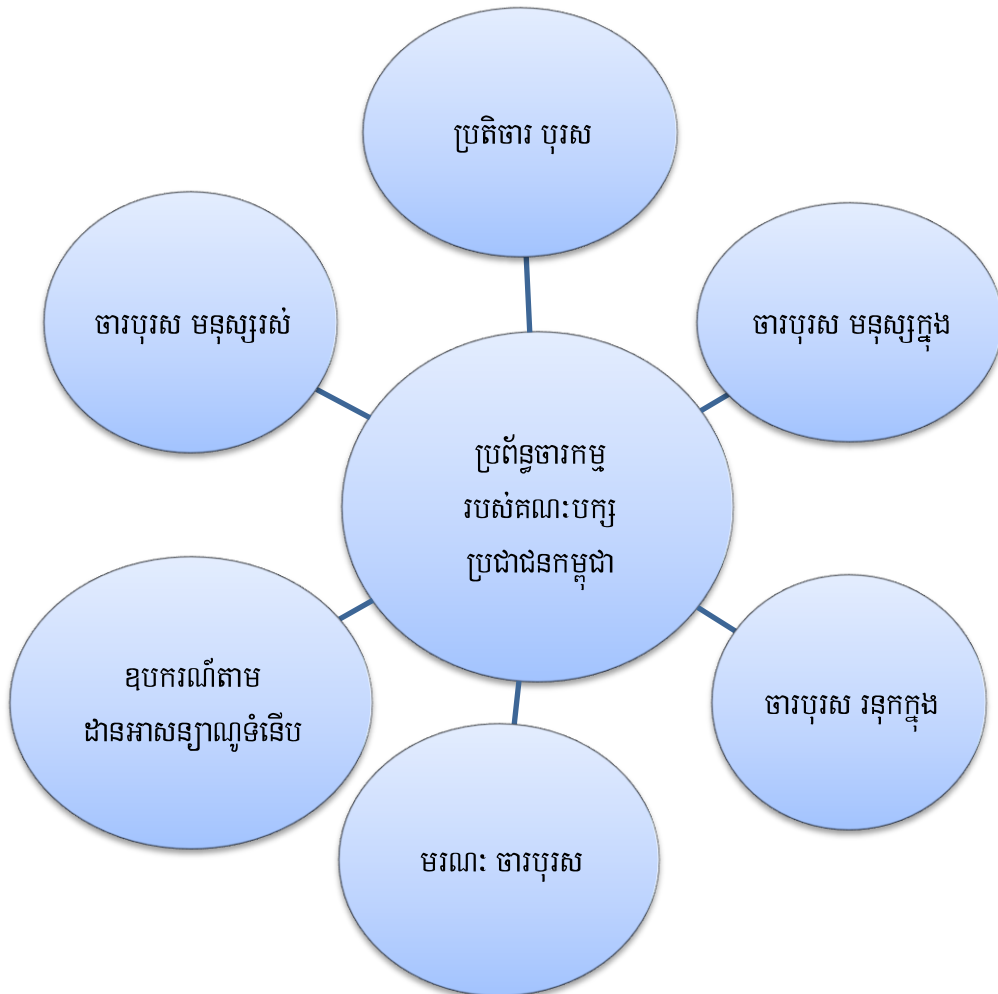 ប្រតិចារ បុរស
ចារបុរស មនុស្សរស់
ចារបុរស មនុស្សក្នុង
ប្រព័ន្ធចារកម្ម
របស់គណៈបក្ស
ប្រជាជនកម្ពុជា
ឧបករណ៍តាម
ដានអាសន្យាណូទំនើប
ចារបុរស រនុកក្នុង
មរណៈ ចារបុរស